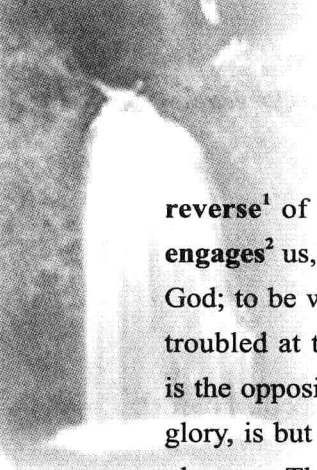 reverse¹ of
engages² us,
God; to be
troubled at t
is the opposi
glory, is but